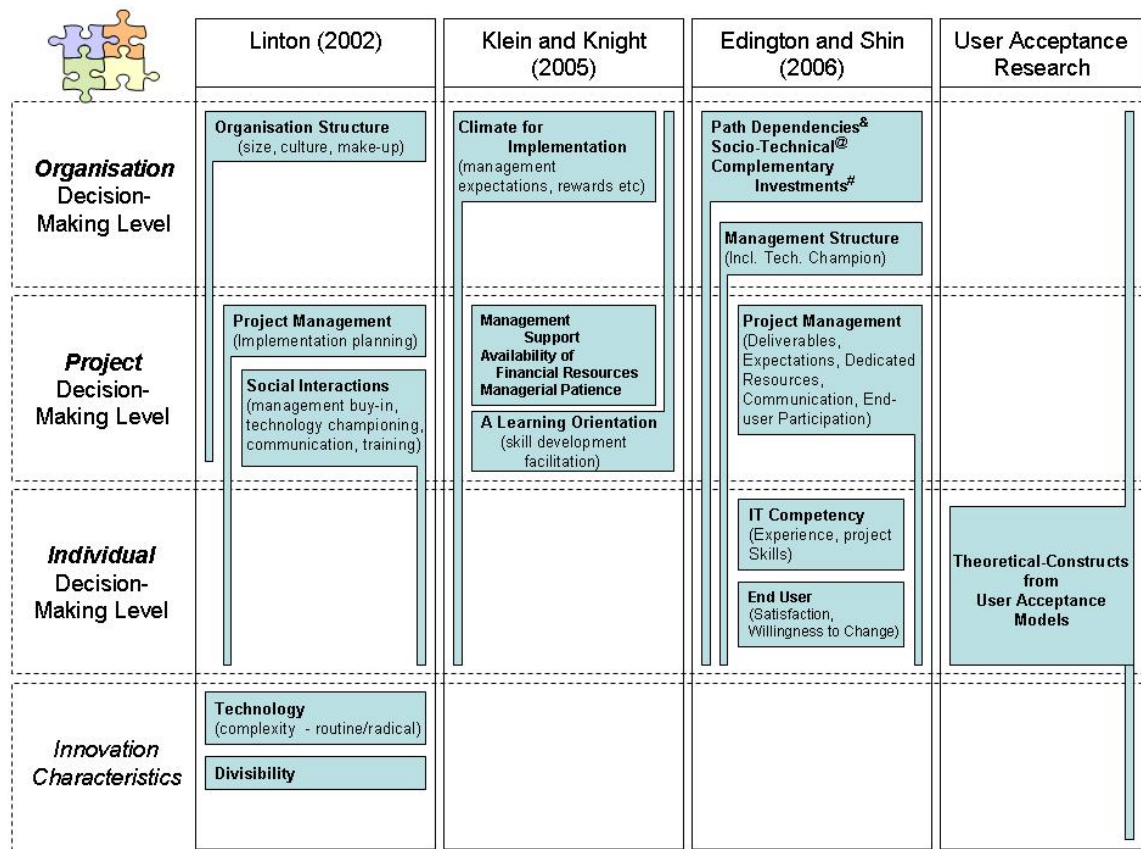 Linton (2002)
Klein and Knight
(2005)
Edington and Shin
(2006)
User Acceptance
Research
Organisation
Decision-
Making Level
Organisation Structure
(size, culture, make-up)
Climate for
Implementation
(management
expectations, rewards etc)
Path Dependencies&
Socio-Technical@
Complementary
Investments#
Management Structure
(Incl. Tech. Champion)
Project
Decision-
Making Level
Project Management
(Implementation planning)
Social Interactions
(management buy-in,
technology championing,
communication, training)
Management
Support
Availability of
Financial Resources
Managerial Patience
A Learning Orientation
(skill development
facilitation)
Project Management
(Deliverables,
Expectations, Dedicated
Resources,
Communication, End-
user Participation)
Individual
Decision-
Making Level
IT Competency
(Experience, project
Skills)
End User
(Satisfaction,
Willingness to Change)
Theoretical-Constructs
from
User Acceptance
Models
Innovation
Characteristics
Technology
(complexity - routine/radical)
Divisibility